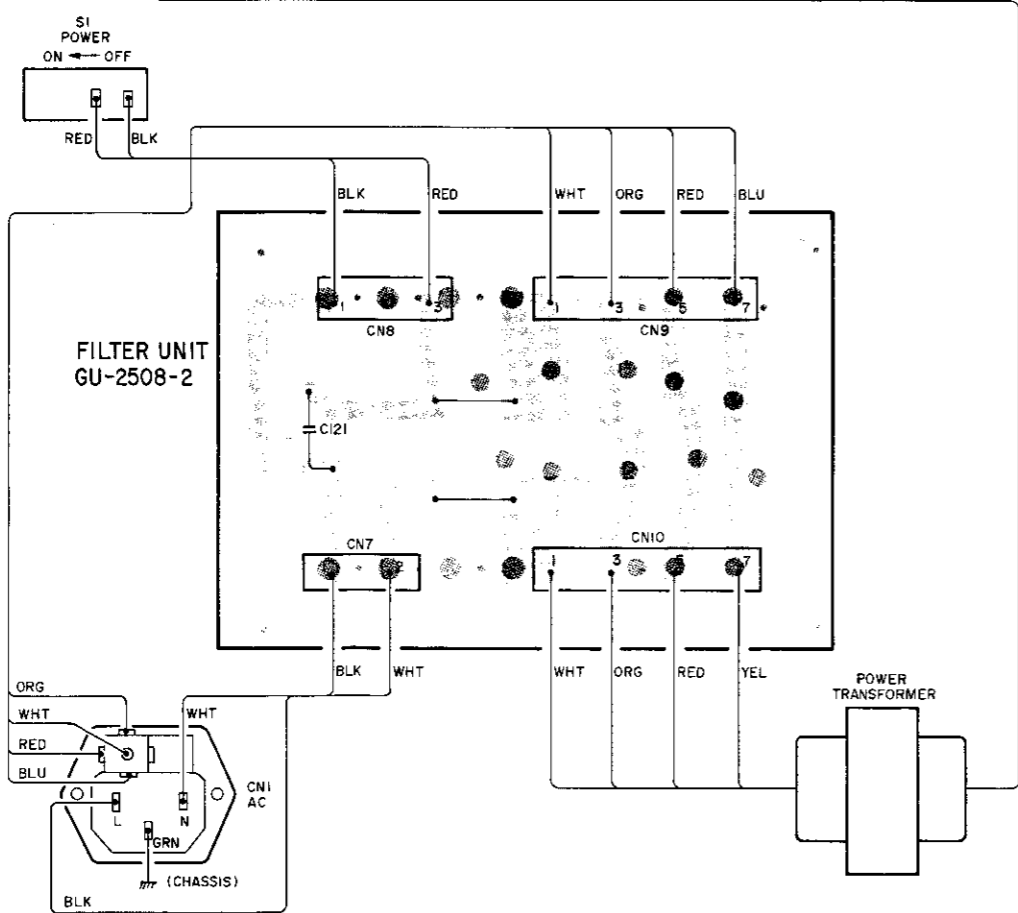 S1
POWER
ON OFF
RED BLK
BLK RED WHT ORG RED BLU
1 3 1 3 5 7
CN8 CN9
FILTER UNIT
GU-2508-2
C121
CN7 CN10
2 1 3 5 7
BLK WHT WHT ORG RED YEL
POWER
TRANSFORMER
ORG
WHT WHT
RED
BLU
CN1
AC
L N
GRN
(CHASSIS)
BLK